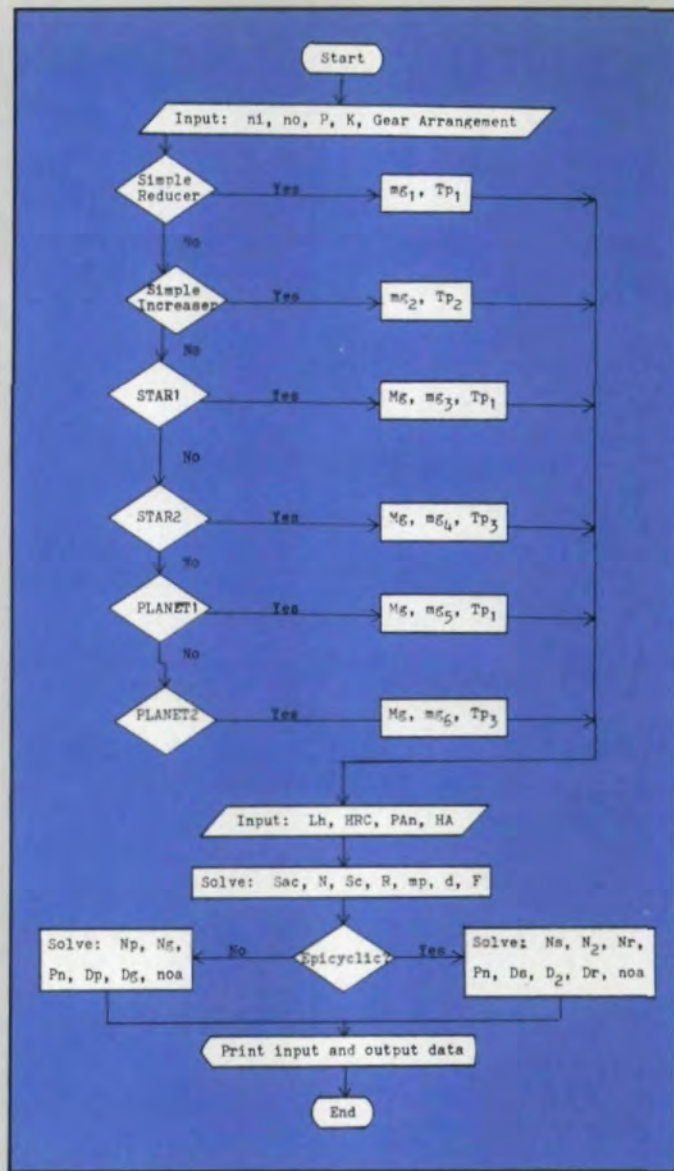 Start
Input: ni, no, P, K, Gear Arrangement
Simple
Reducer
Yes
mg₁, Tp₁
No
Simple
Increaser
Yes
mg₂, Tp₂
No
STAR1
Yes
Mg, mg₃, Tp₁
No
STAR2
Yes
Mg, mg₄, Tp₃
No
PLANET1
Yes
Mg, mg₅, Tp₁
No
PLANET2
Yes
Mg, mg₆, Tp₃
Input: Lh, HRC, PAn, HA
Solve: Sac, N, Sc, R, mp, d, F
Solve: Np, Ng,
Pn, Dp, Dg, noa
No
Epicyclic?
Yes
Solve: Ns, N₂, Nr,
Pn, Ds, D₂, Dr, noa
Print input and output data
End